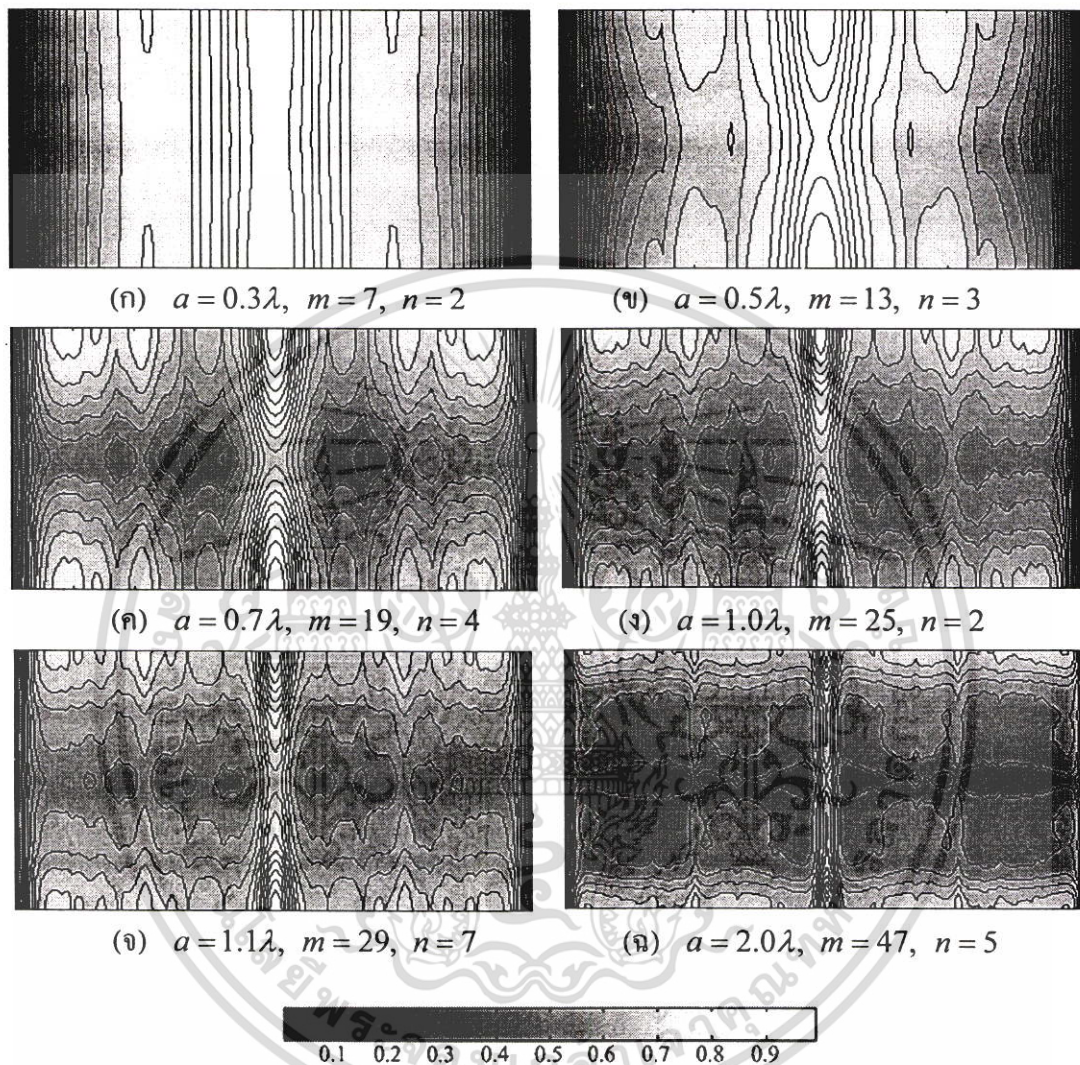 (ก) a = 0.3λ, m = 7, n = 2
(ข) a = 0.5λ, m = 13, n = 3
(ค) a = 0.7λ, m = 19, n = 4
(ง) a = 1.0λ, m = 25, n = 2
(จ) a = 1.1λ, m = 29, n = 7
(ฉ) a = 2.0λ, m = 47, n = 5
0.1 0.2 0.3 0.4 0.5 0.6 0.7 0.8 0.9